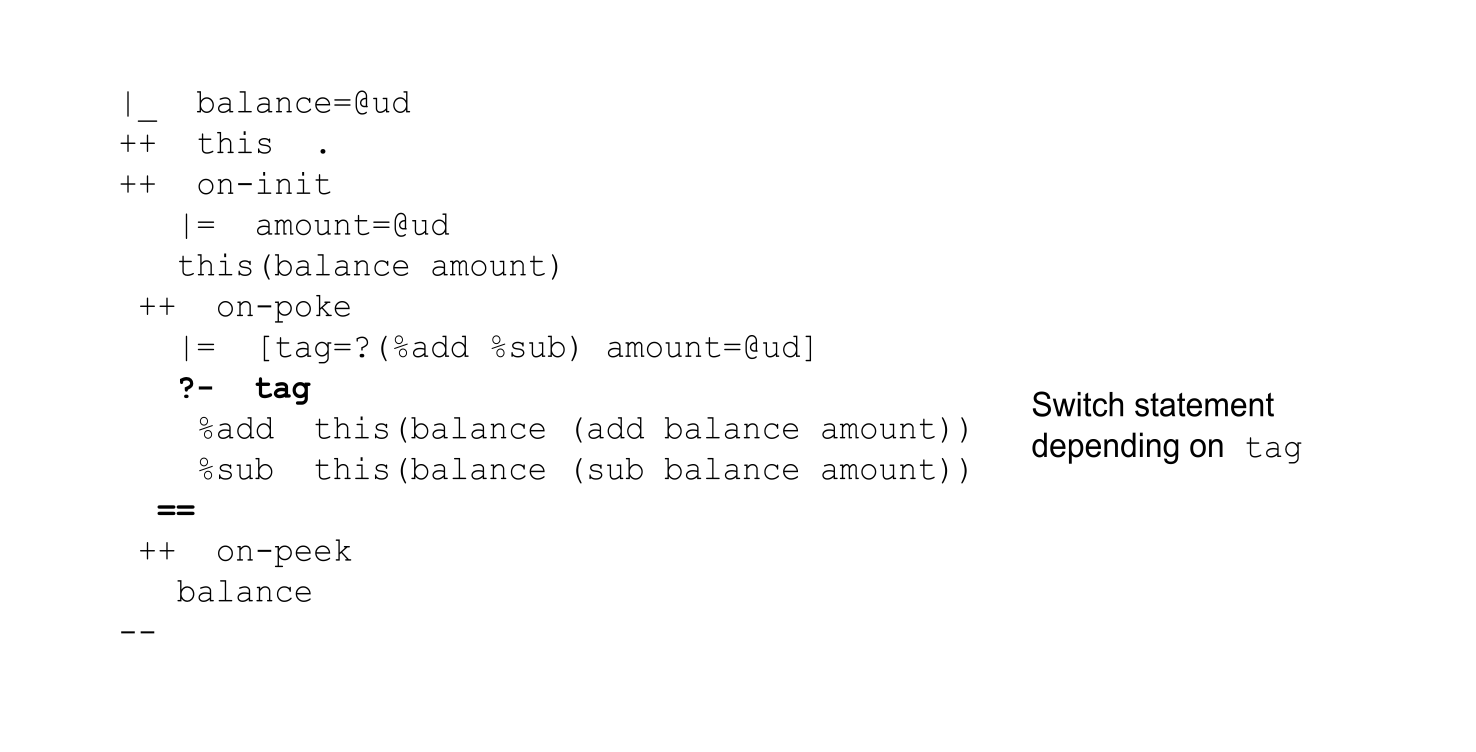 |_  balance=@ud
++  this  .
++  on-init
   |=  amount=@ud
   this(balance amount)
 ++  on-poke
   |=  [tag=?(%add %sub) amount=@ud]
   ?-  tag
    %add  this(balance (add balance amount))
    %sub  this(balance (sub balance amount))
  ==
 ++  on-peek
   balance
--
Switch statement
depending on tag